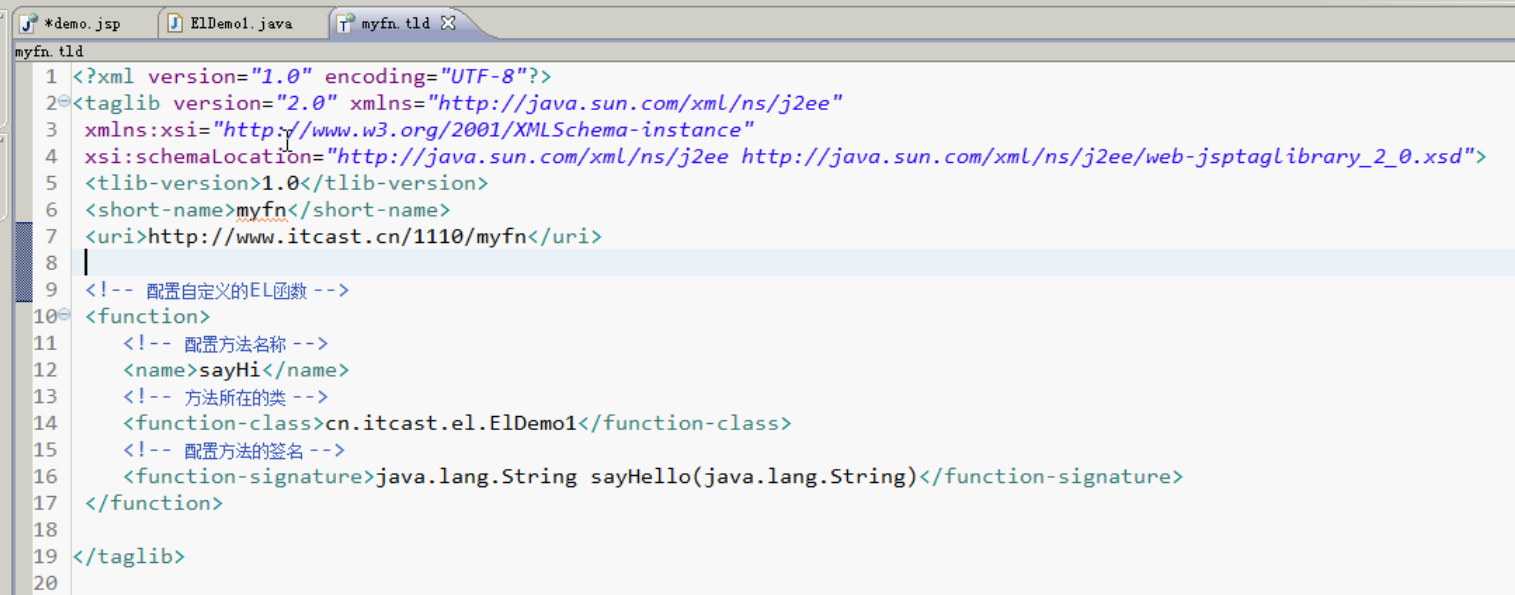 *demo.jsp ElDemo1.java myfn.tld
myfn.tld
1 <?xml version="1.0" encoding="UTF-8"?>
2 <taglib version="2.0" xmlns="http://java.sun.com/xml/ns/j2ee"
3 xmlns:xsi="http://www.w3.org/2001/XMLSchema-instance"
4 xsi:schemaLocation="http://java.sun.com/xml/ns/j2ee http://java.sun.com/xml/ns/j2ee/web-jsptaglibrary_2_0.xsd">
5 <tlib-version>1.0</tlib-version>
6 <short-name>myfn</short-name>
7 <uri>http://www.itcast.cn/1110/myfn</uri>
8
9 <!-- 配置自定义的EL函数 -->
10 <function>
11 <!-- 配置方法名称 -->
12 <name>sayHi</name>
13 <!-- 方法所在的类 -->
14 <function-class>cn.itcast.el.ElDemo1</function-class>
15 <!-- 配置方法的签名 -->
16 <function-signature>java.lang.String sayHello(java.lang.String)</function-signature>
17 </function>
18
19 </taglib>
20